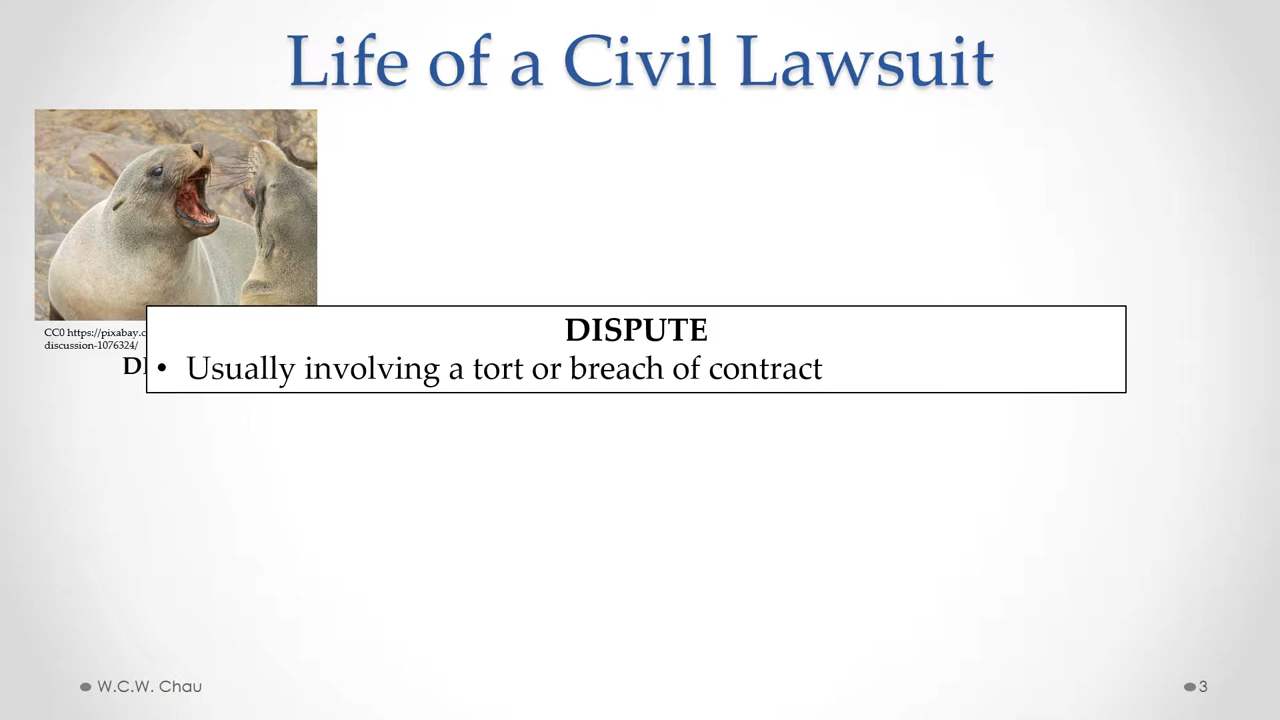 Life of a Civil Lawsuit
CC0 https://pixabay.c
discussion-1076324/
DISPUTE
• Usually involving a tort or breach of contract
W.C.W. Chau
3